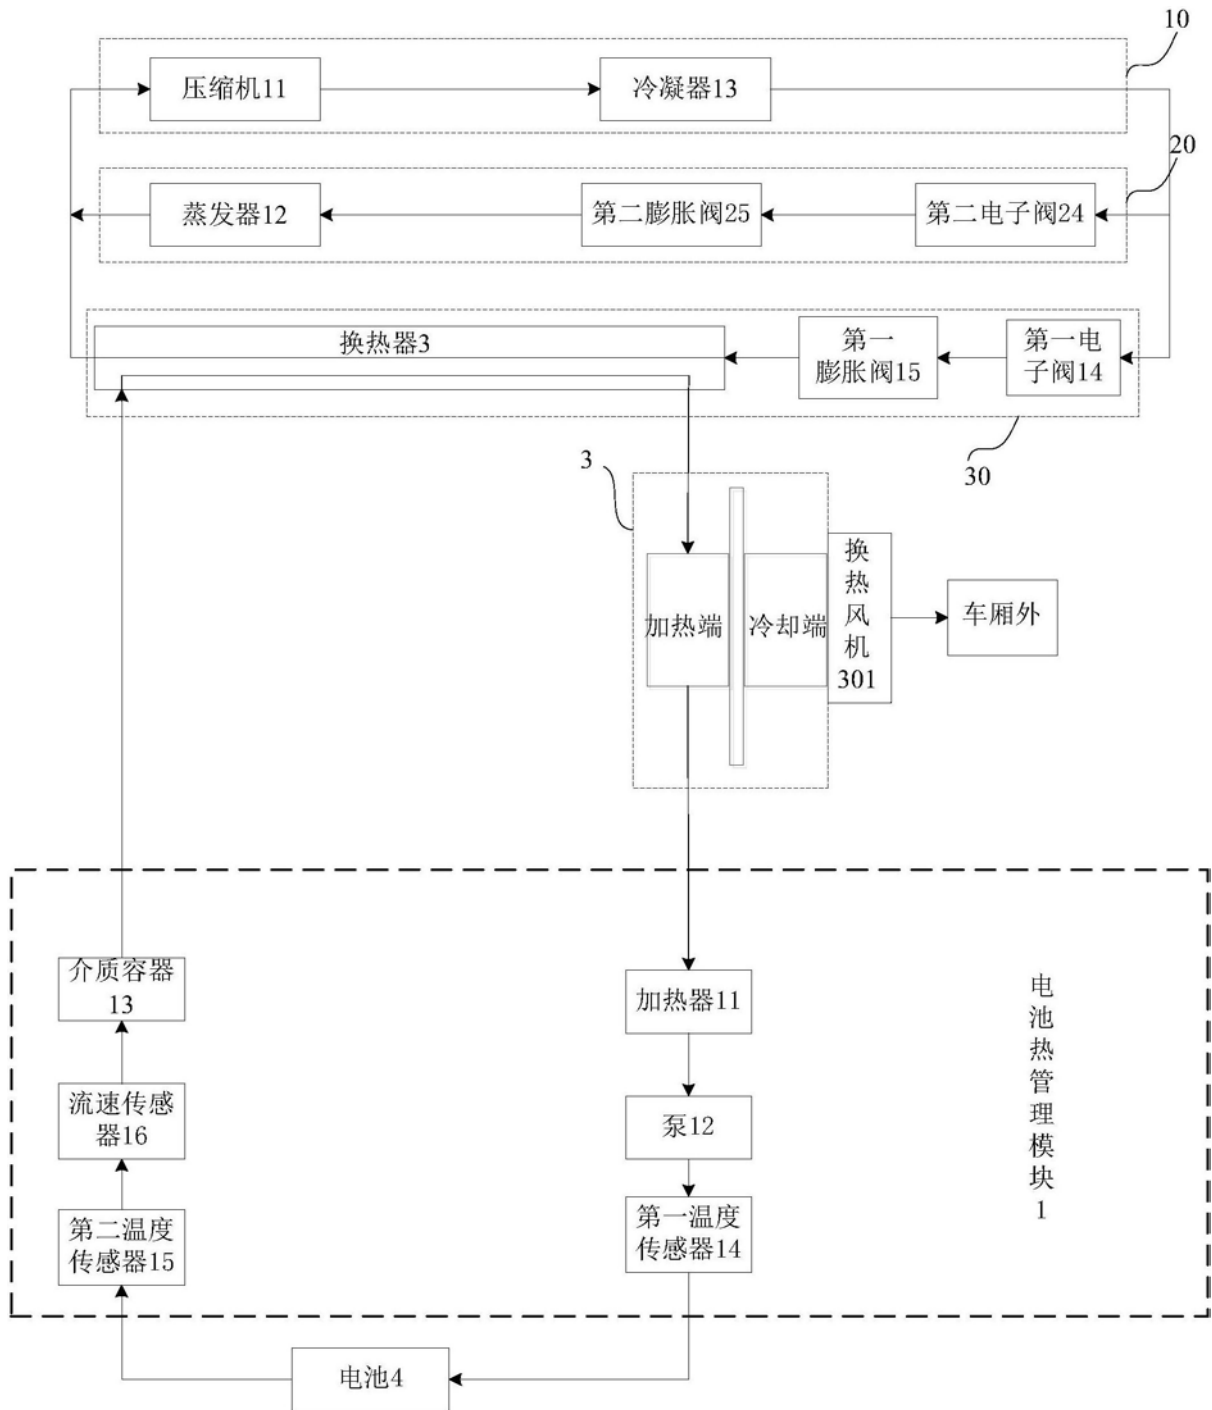 10
压缩机11
冷凝器13
20
蒸发器12
第二膨胀阀25
第二电子阀24
换热器3
第一
膨胀阀15
第一电
子阀14
30
3
加热端
冷却端
换
热
风
机
301
车厢外
介质容器
13
加热器11
电
池
热
管
理
模
块
1
流速传感
器16
泵12
第二温度
传感器15
第一温度
传感器14
电池4